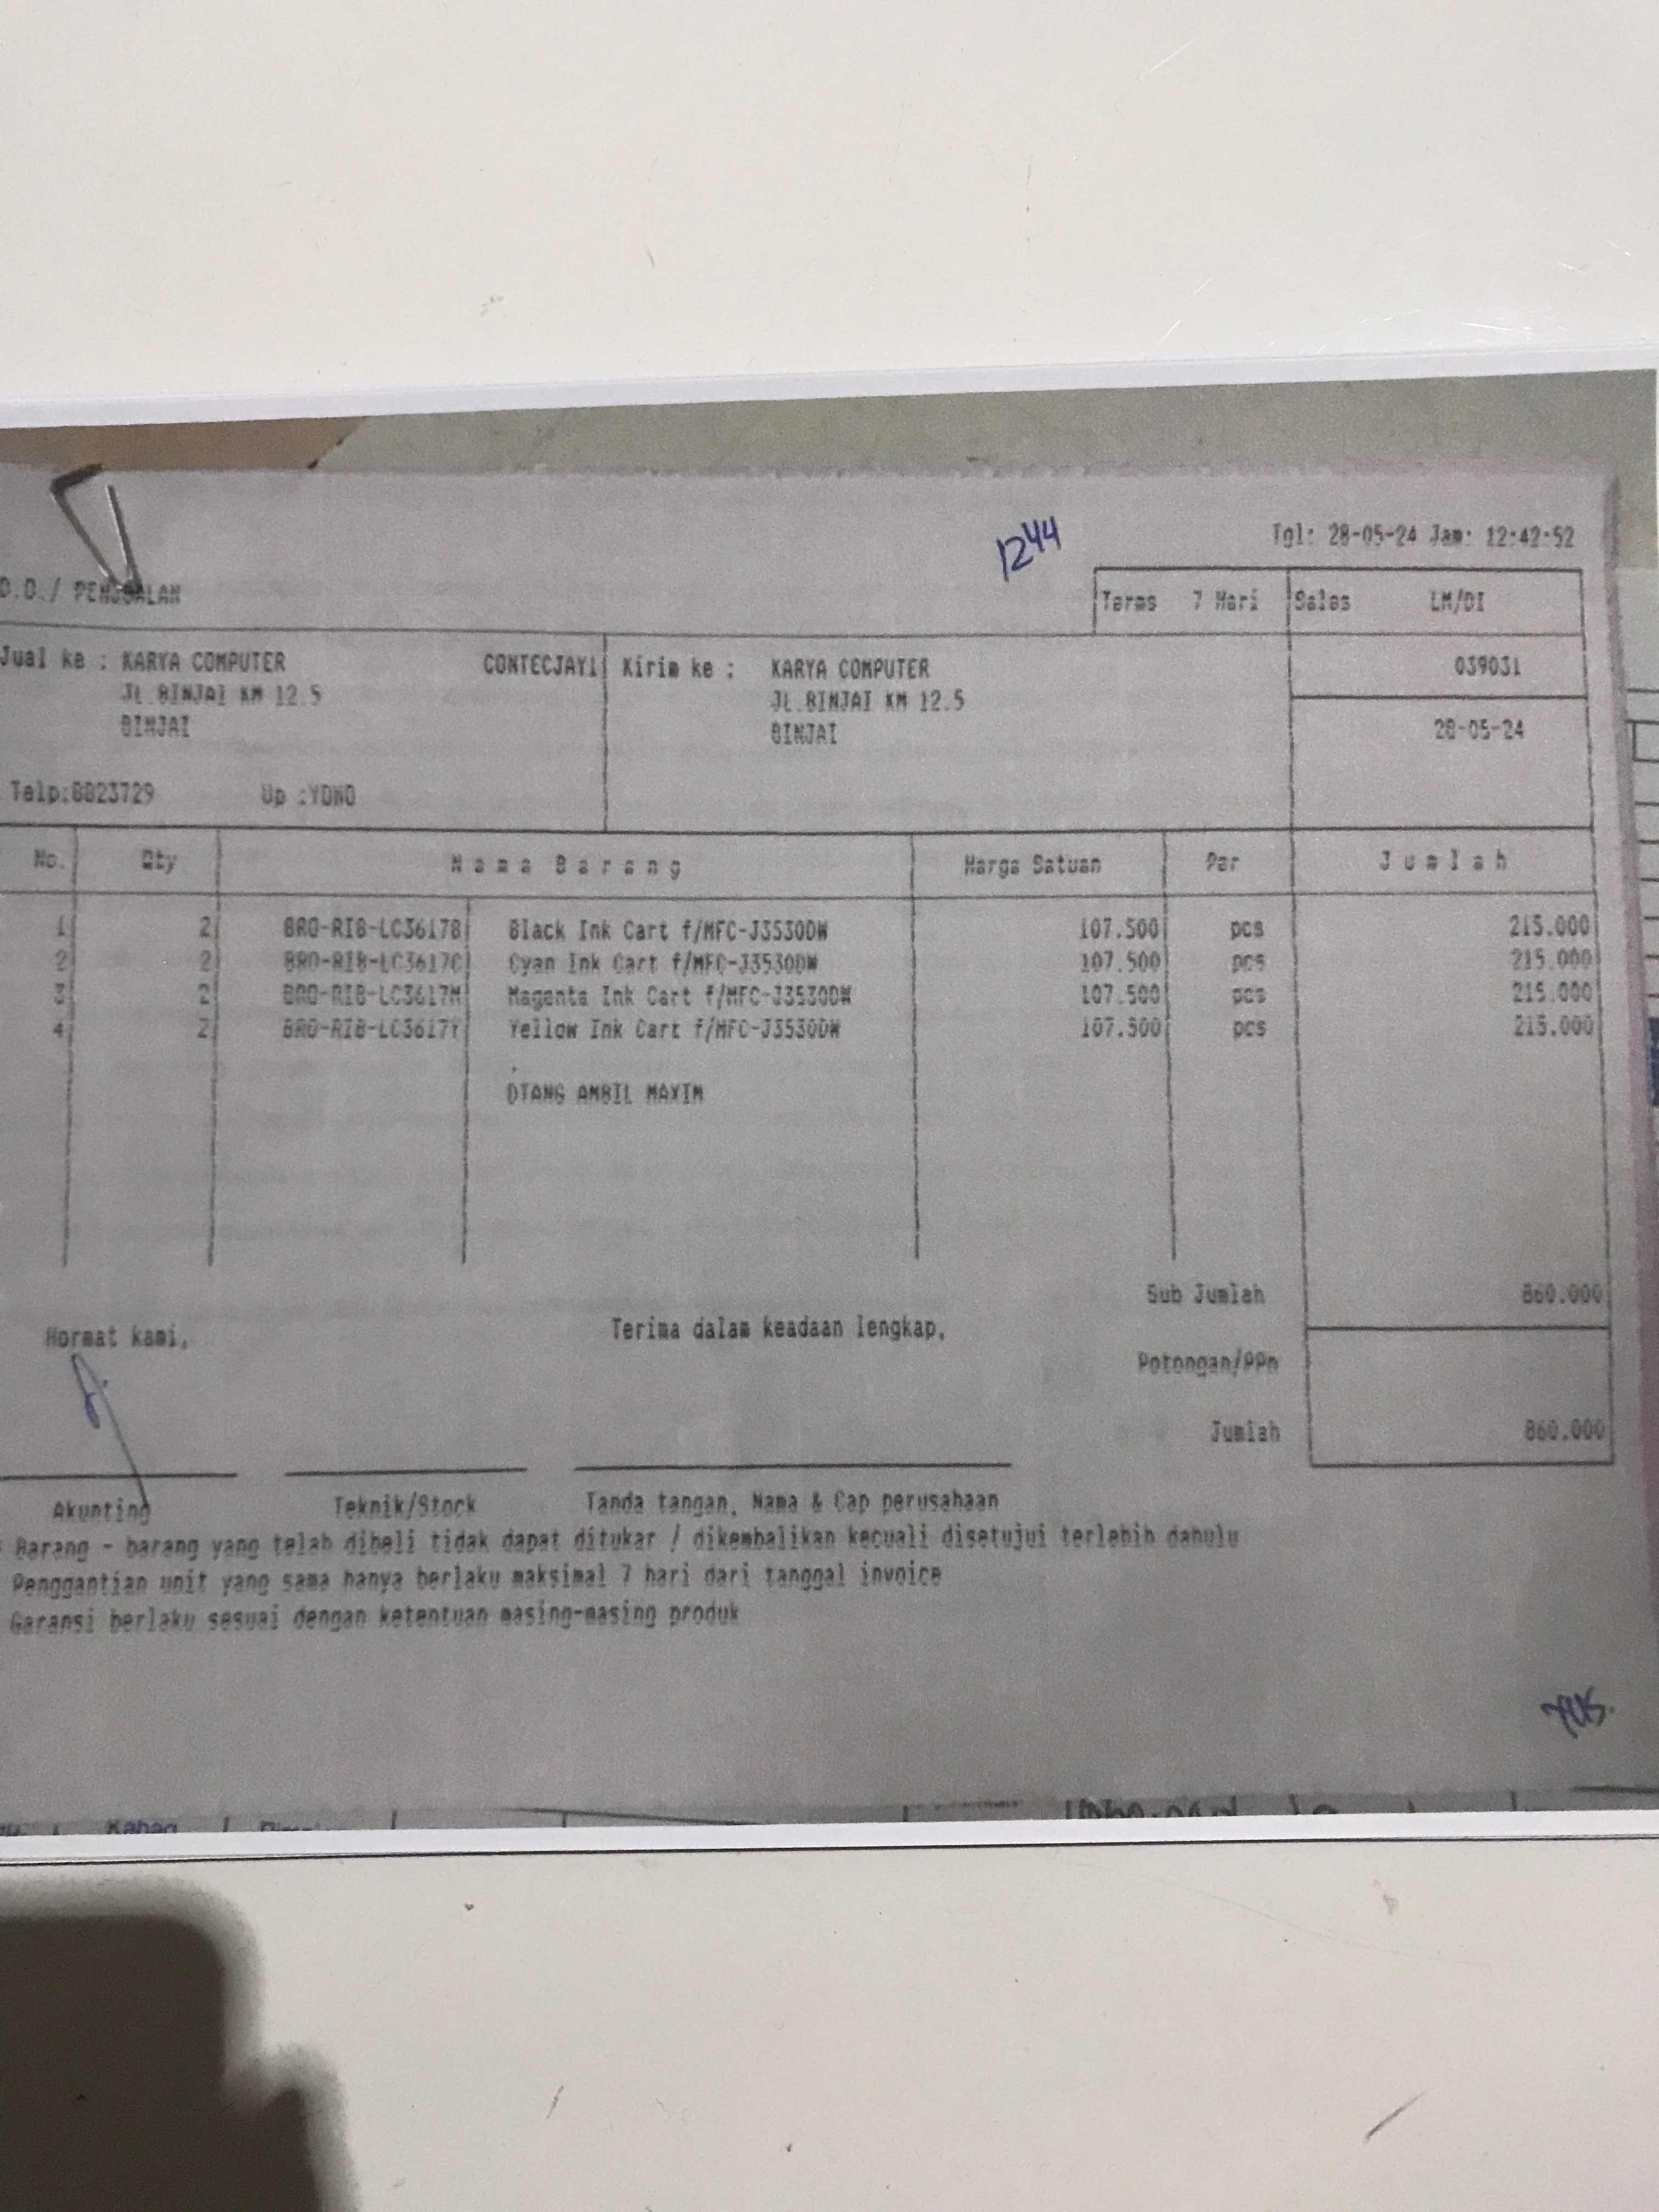 1244
Tgl: 28-05-24 Jam: 12:42:52
D.O./ PENJUALAN
Terms 7 Hari Sales LM/DI
Jual ke : KARYA COMPUTER CONTECJAY1 Kirim ke : KARYA COMPUTER 039031
JL.BINJAI KM 12.5 JL.BINJAI KM 12.5
BINJAI BINJAI 28-05-24
Telp:8823729 Up :YONO
No. Qty Nama Barang Harga Satuan Per Jumlah
1 2 BRO-RIB-LC3617B Black Ink Cart f/MFC-J3530DW 107.500 pcs 215.000
2 2 BRO-RIB-LC3617C Cyan Ink Cart f/MFC-J3530DW 107.500 pcs 215.000
3 2 BRO-RIB-LC3617M Magenta Ink Cart f/MFC-J3530DW 107.500 pcs 215.000
4 2 BRO-RIB-LC3617Y Yellow Ink Cart f/MFC-J3530DW 107.500 pcs 215.000
DTANG AMBIL MAXIM
Sub Jumlah 860.000
Hormat kami, Terima dalam keadaan lengkap,
Potongan/PPn
Jumlah 860.000
Akunting Teknik/Stock Tanda tangan, Nama & Cap perusahaan
Barang - barang yang telah dibeli tidak dapat ditukar / dikembalikan kecuali disetujui terlebih dahulu
Penggantian unit yang sama hanya berlaku maksimal 7 hari dari tanggal invoice
Garansi berlaku sesuai dengan ketentuan masing-masing produk
Kabag